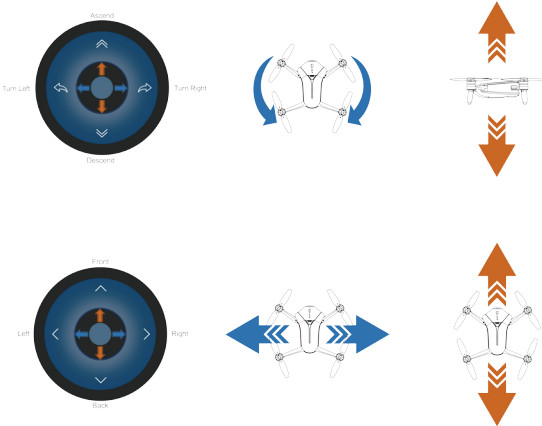 Ascend
Turn Left
Turn Right
Descend
Front
Left
Right
Back